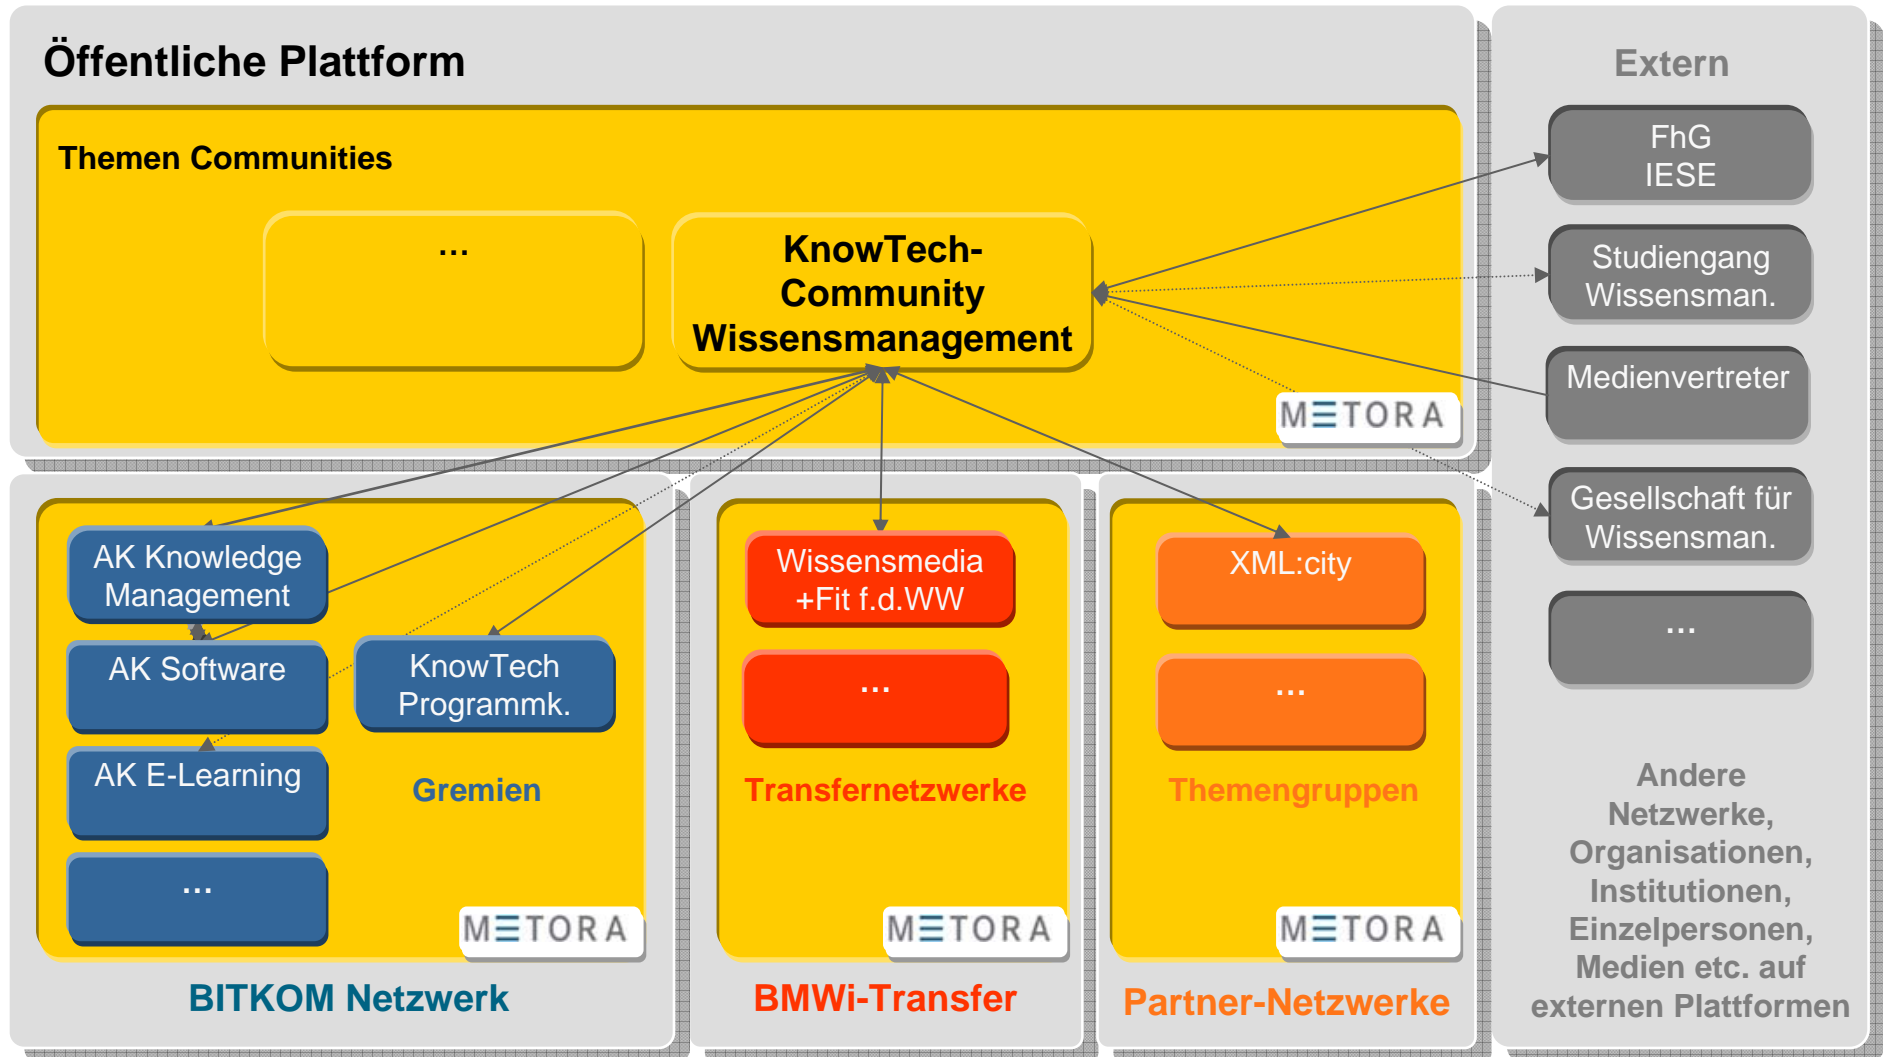 Öffentliche Plattform
Themen Communities
...
KnowTech-
Community
Wissensmanagement
METORA
Extern
FhG
IESE
Studiengang
Wissensman.
Medienvertreter
Gesellschaft für
Wissensman.
...
Andere
Netzwerke,
Organisationen,
Institutionen,
Einzelpersonen,
Medien etc. auf
externen Plattformen
AK Knowledge
Management
AK Software
AK E-Learning
...
KnowTech
Programmk.
Gremien
METORA
BITKOM Netzwerk
Wissensmedia
+Fit f.d.WW
...
Transfernetzwerke
METORA
BMWi-Transfer
XML:city
...
Themengruppen
METORA
Partner-Netzwerke